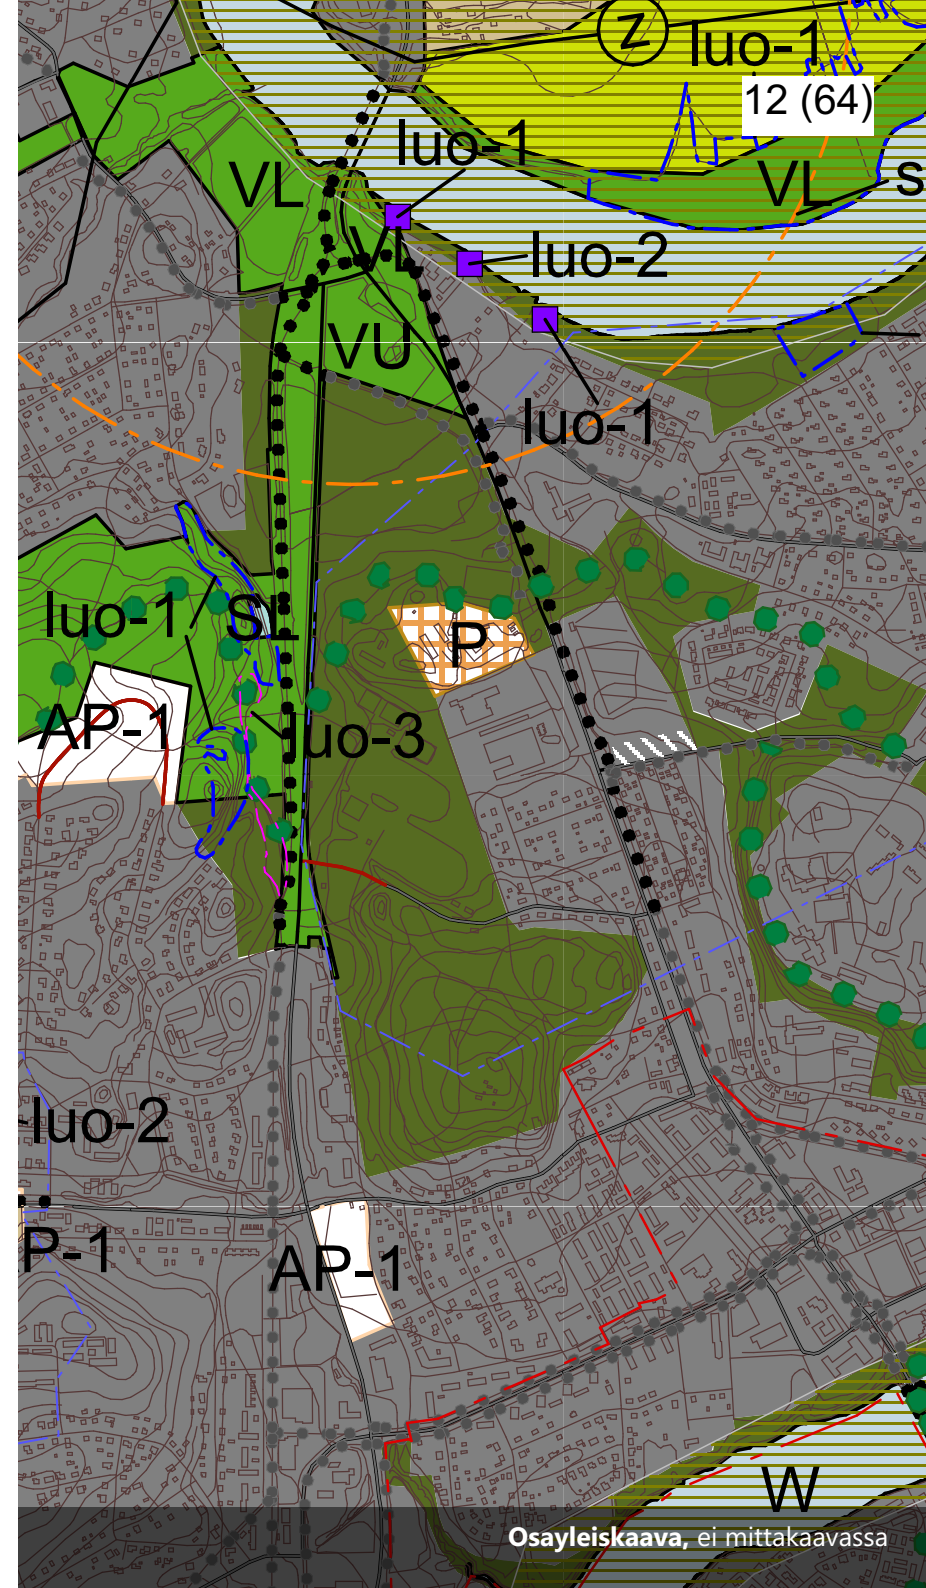 Z
luo-1
12 (64)
luo-1
VL
VL
s
VL
luo-2
VU
luo-1
luo-1
SL
P
AP-1
luo-3
luo-2
P-1
AP-1
W
Osayleiskaava, ei mittakaavassa